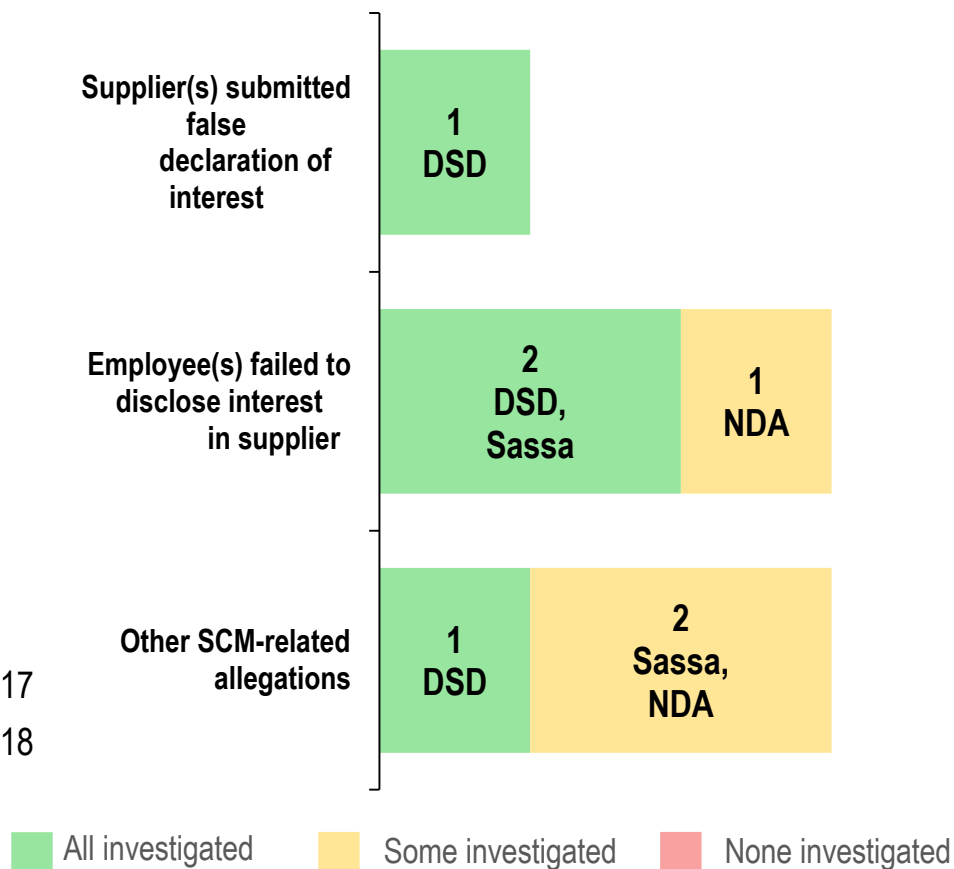 Supplier(s) submitted
false
declaration of
interest
1
DSD
Employee(s) failed to
disclose interest
in supplier
2
DSD,
Sassa
1
NDA
Other SCM-related
allegations
1
DSD
2
Sassa,
NDA
17
18
All investigated
Some investigated
None investigated